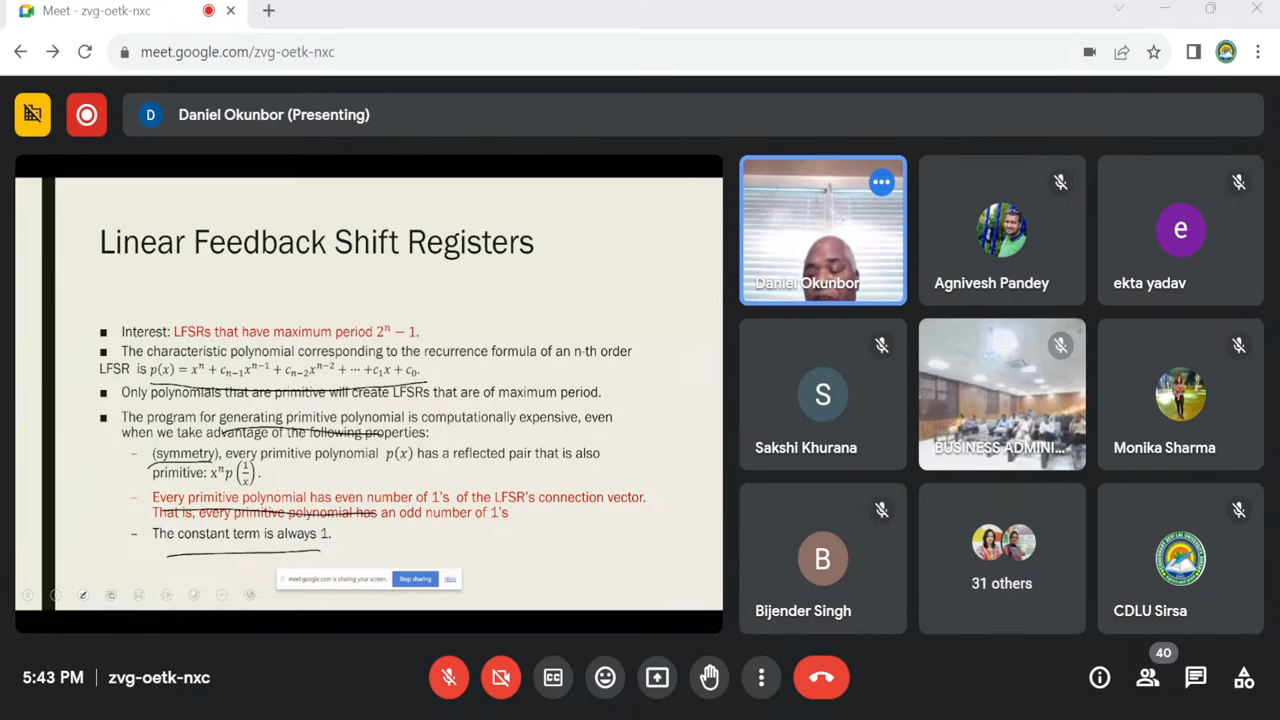 Meet - zvg-oetk-nxc
meet.google.com/zvg-oetk-nxc
D
Daniel Okunbor (Presenting)
Linear Feedback Shift Registers
■ Interest: LFSRs that have maximum period 2ⁿ − 1.
■ The characteristic polynomial corresponding to the recurrence formula of an n-th order
LFSR is p(x) = xⁿ + cₙ₋₁xⁿ⁻¹ + cₙ₋₂xⁿ⁻² + ⋯ +c₁x + c₀.
■ Only polynomials that are primitive will create LFSRs that are of maximum period.
■ The program for generating primitive polynomial is computationally expensive, even
when we take advantage of the following properties:
– (symmetry), every primitive polynomial p(x) has a reflected pair that is also
primitive: xⁿp (1/x).
– Every primitive polynomial has even number of 1's of the LFSR's connection vector.
That is, every primitive polynomial has an odd number of 1's
– The constant term is always 1.
meet.google.com is sharing your screen.
Stop sharing
Hide
Daniel Okunbor
Agnivesh Pandey
e
ekta yadav
S
Sakshi Khurana
BUSINESS ADMINI...
Monika Sharma
B
Bijender Singh
31 others
CDLU Sirsa
5:43 PM | zvg-oetk-nxc
CC
40